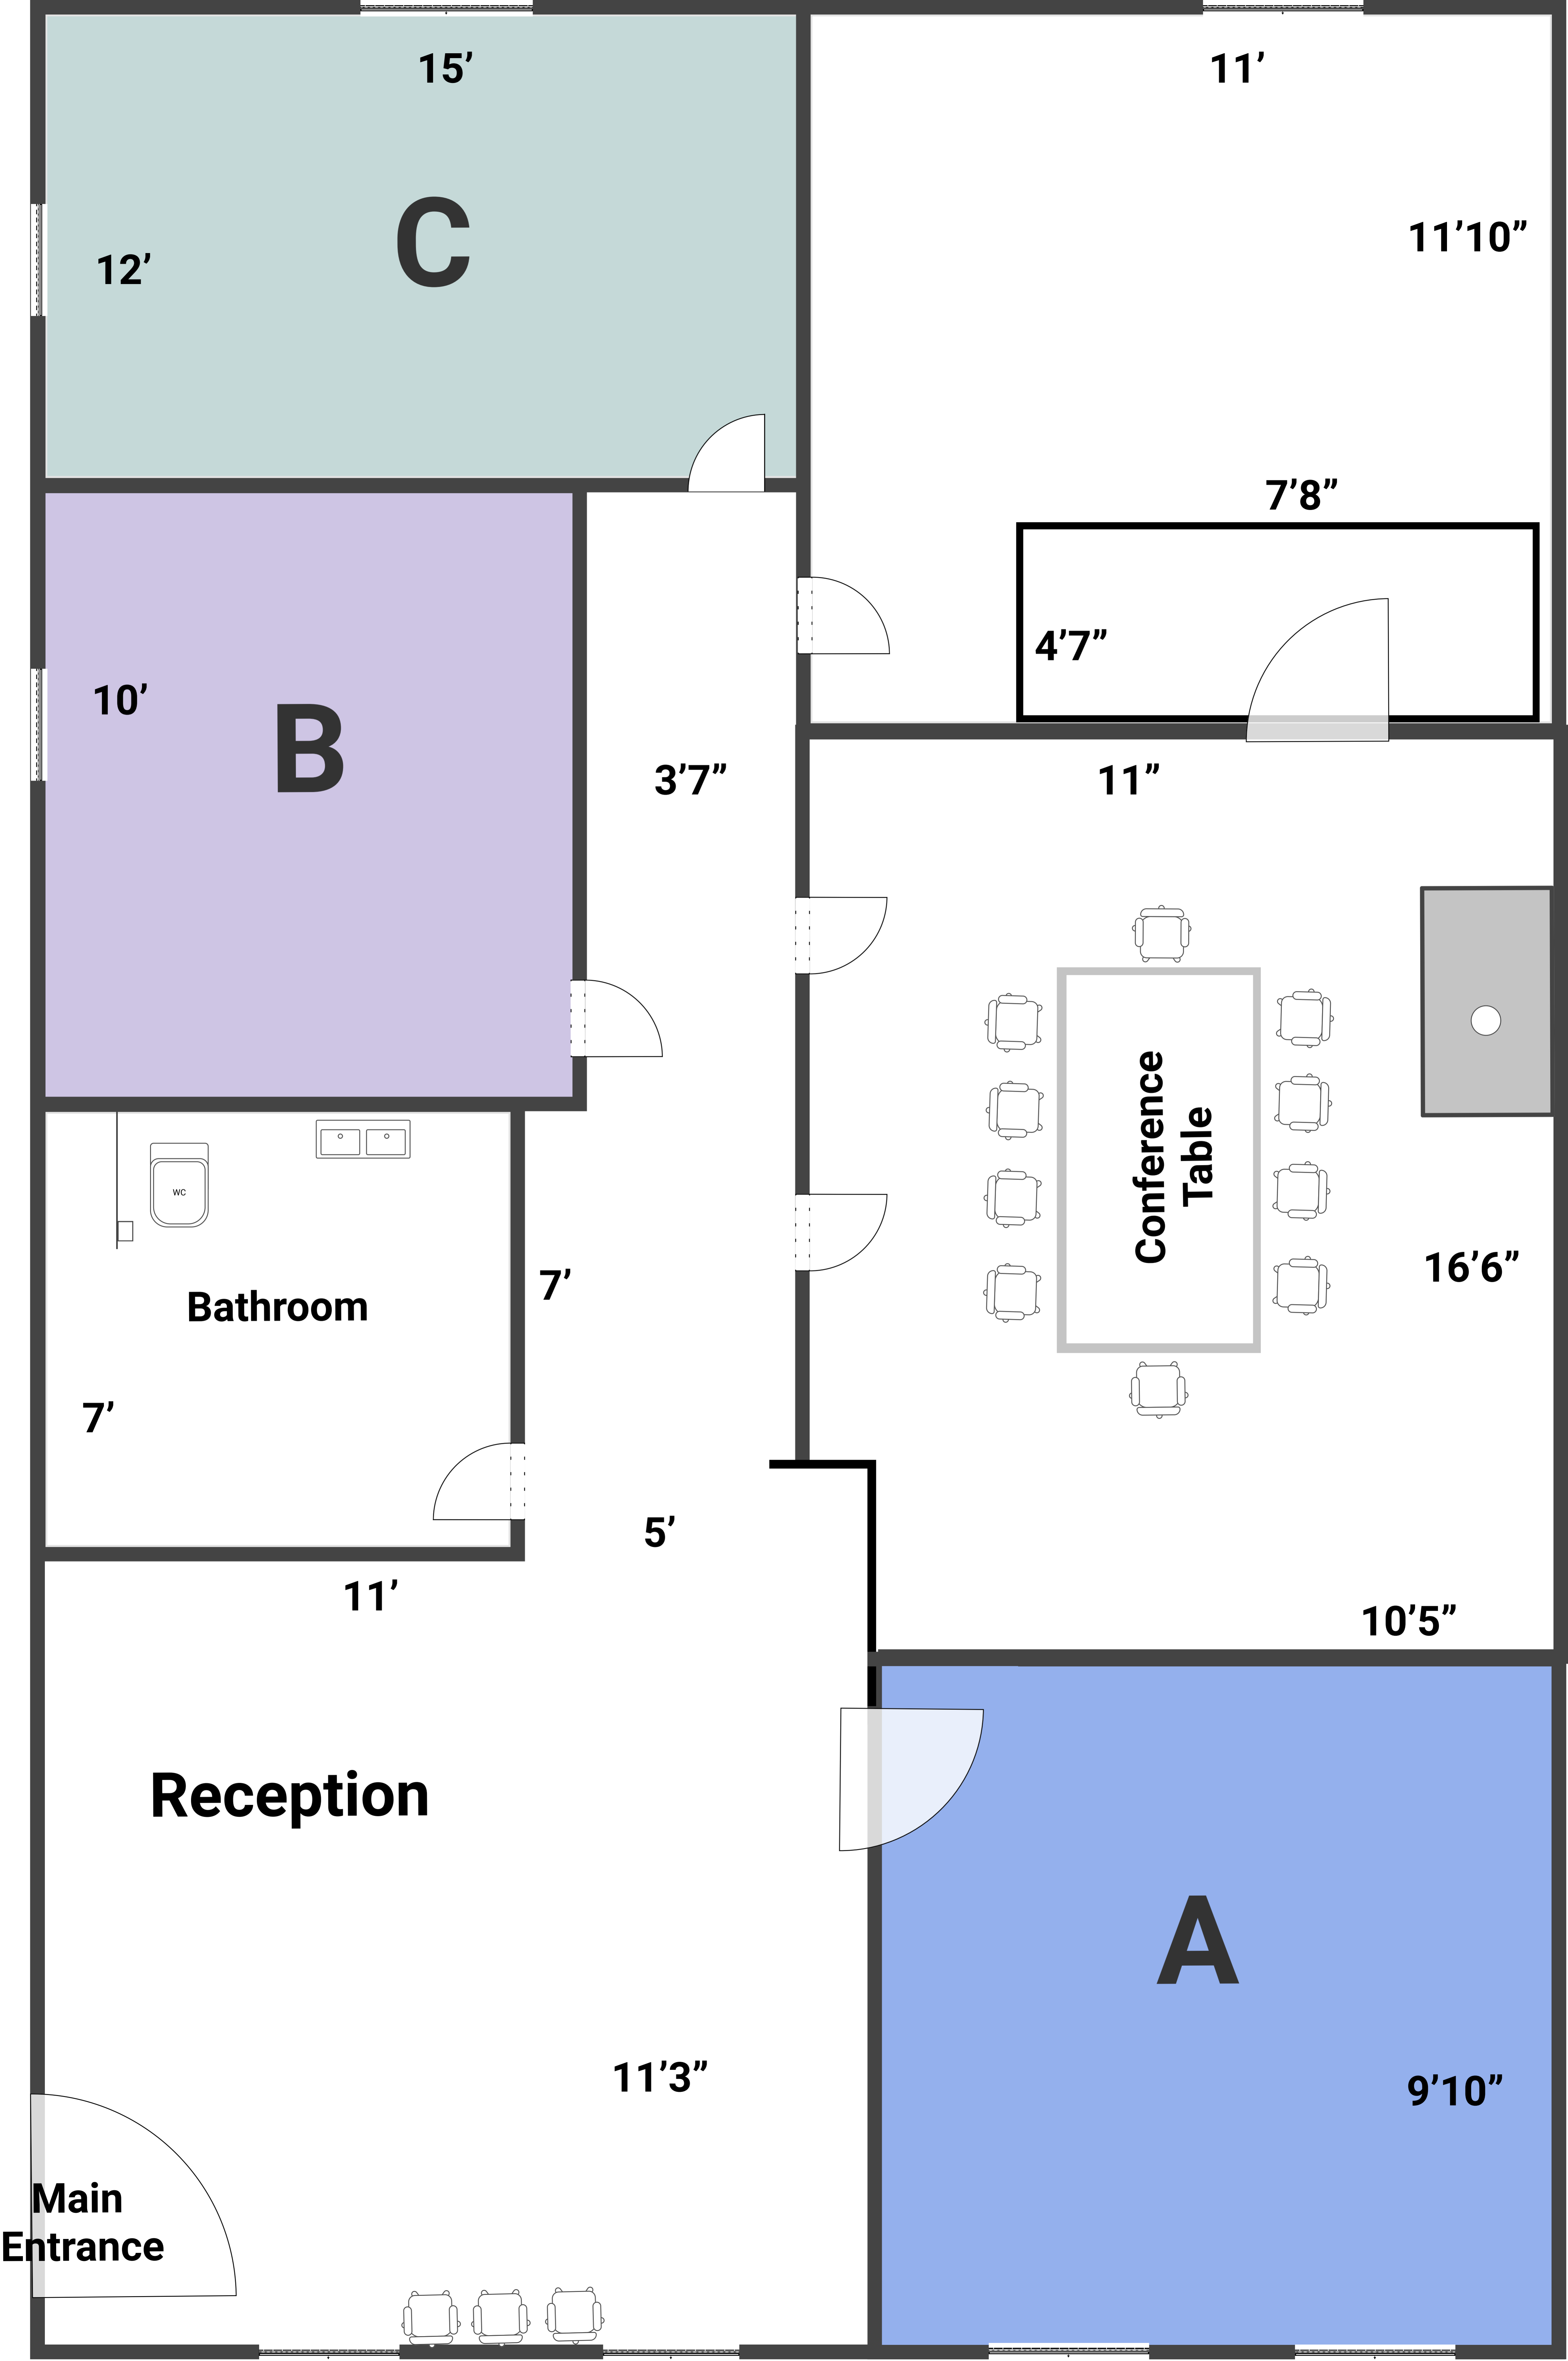 15’
11’
C
11’10”
12’
7’8”
4’7”
10’
B
3’7”
11”
Conference
Table
WC
Bathroom
7’
16’6”
7’
5’
11’
10’5”
Reception
A
11’3”
9’10”
Main
Entrance